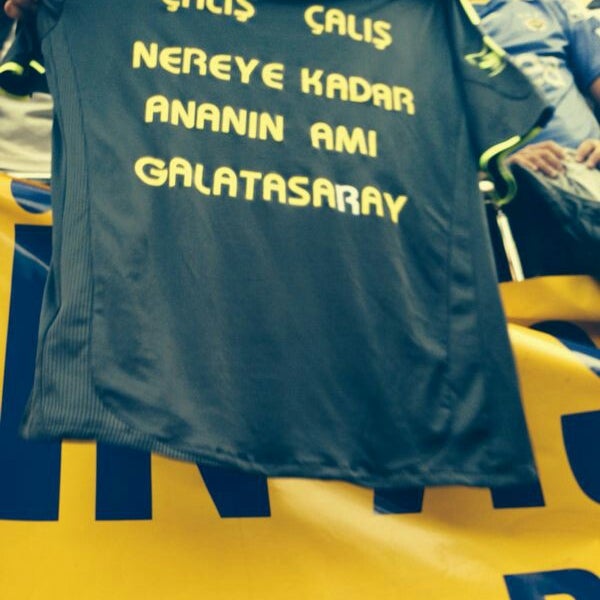 ÇALIŞ ÇALIŞ
NEREYE KADAR
ANANIN AMI
GALATASARAY